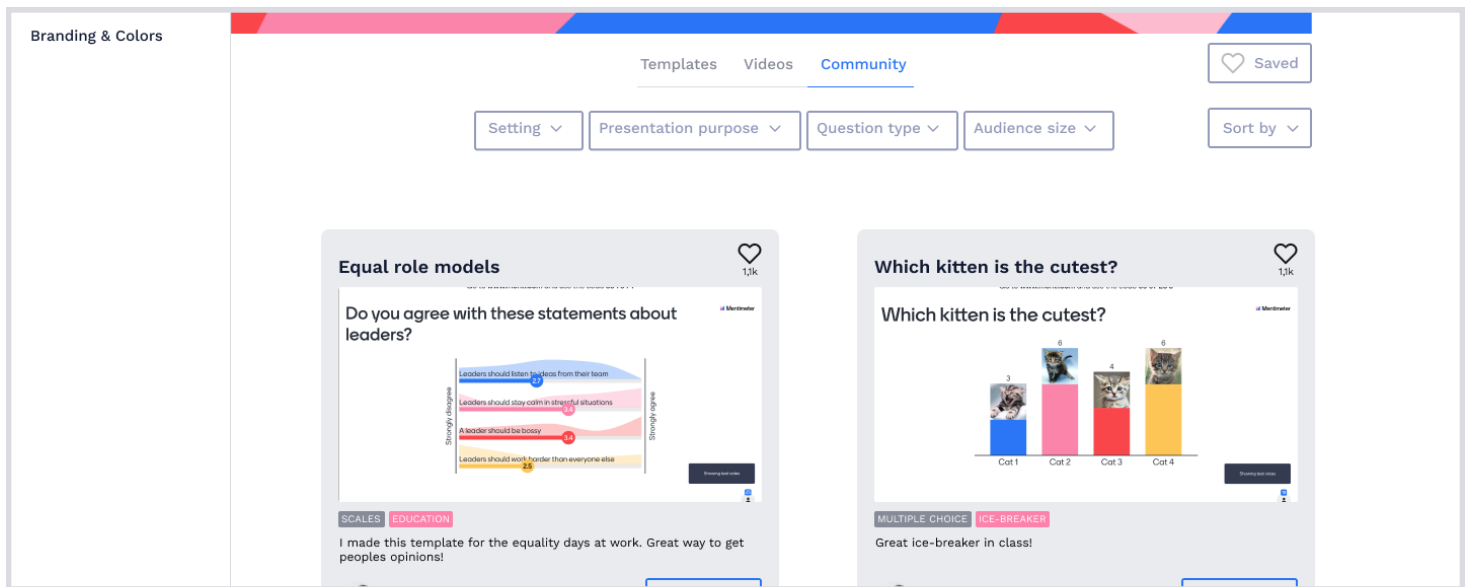 Branding & Colors
Templates
Videos
Community
Saved
Setting
Presentation purpose
Question type
Audience size
Sort by
Equal role models
1,1k
Do you agree with these statements about
leaders?
Mentimeter
Strongly disagree
Leaders should listen to ideas from their team
2.7
Leaders should stay calm in stressful situations
3.4
A leader should be bossy
3.4
Leaders should work harder than everyone else
2.5
Strongly agree
SCALES
EDUCATION
I made this template for the equality days at work. Great way to get
peoples opinions!
Which kitten is the cutest?
1,1k
Which kitten is the cutest?
Mentimeter
3
6
4
6
Cat 1
Cat 2
Cat 3
Cat 4
MULTIPLE CHOICE
ICE-BREAKER
Great ice-breaker in class!